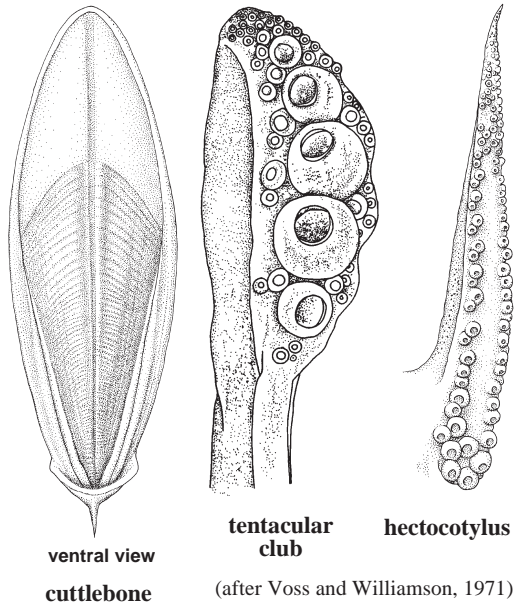 ventral view
cuttlebone
tentacular
club
hectocotylus
(after Voss and Williamson, 1971)